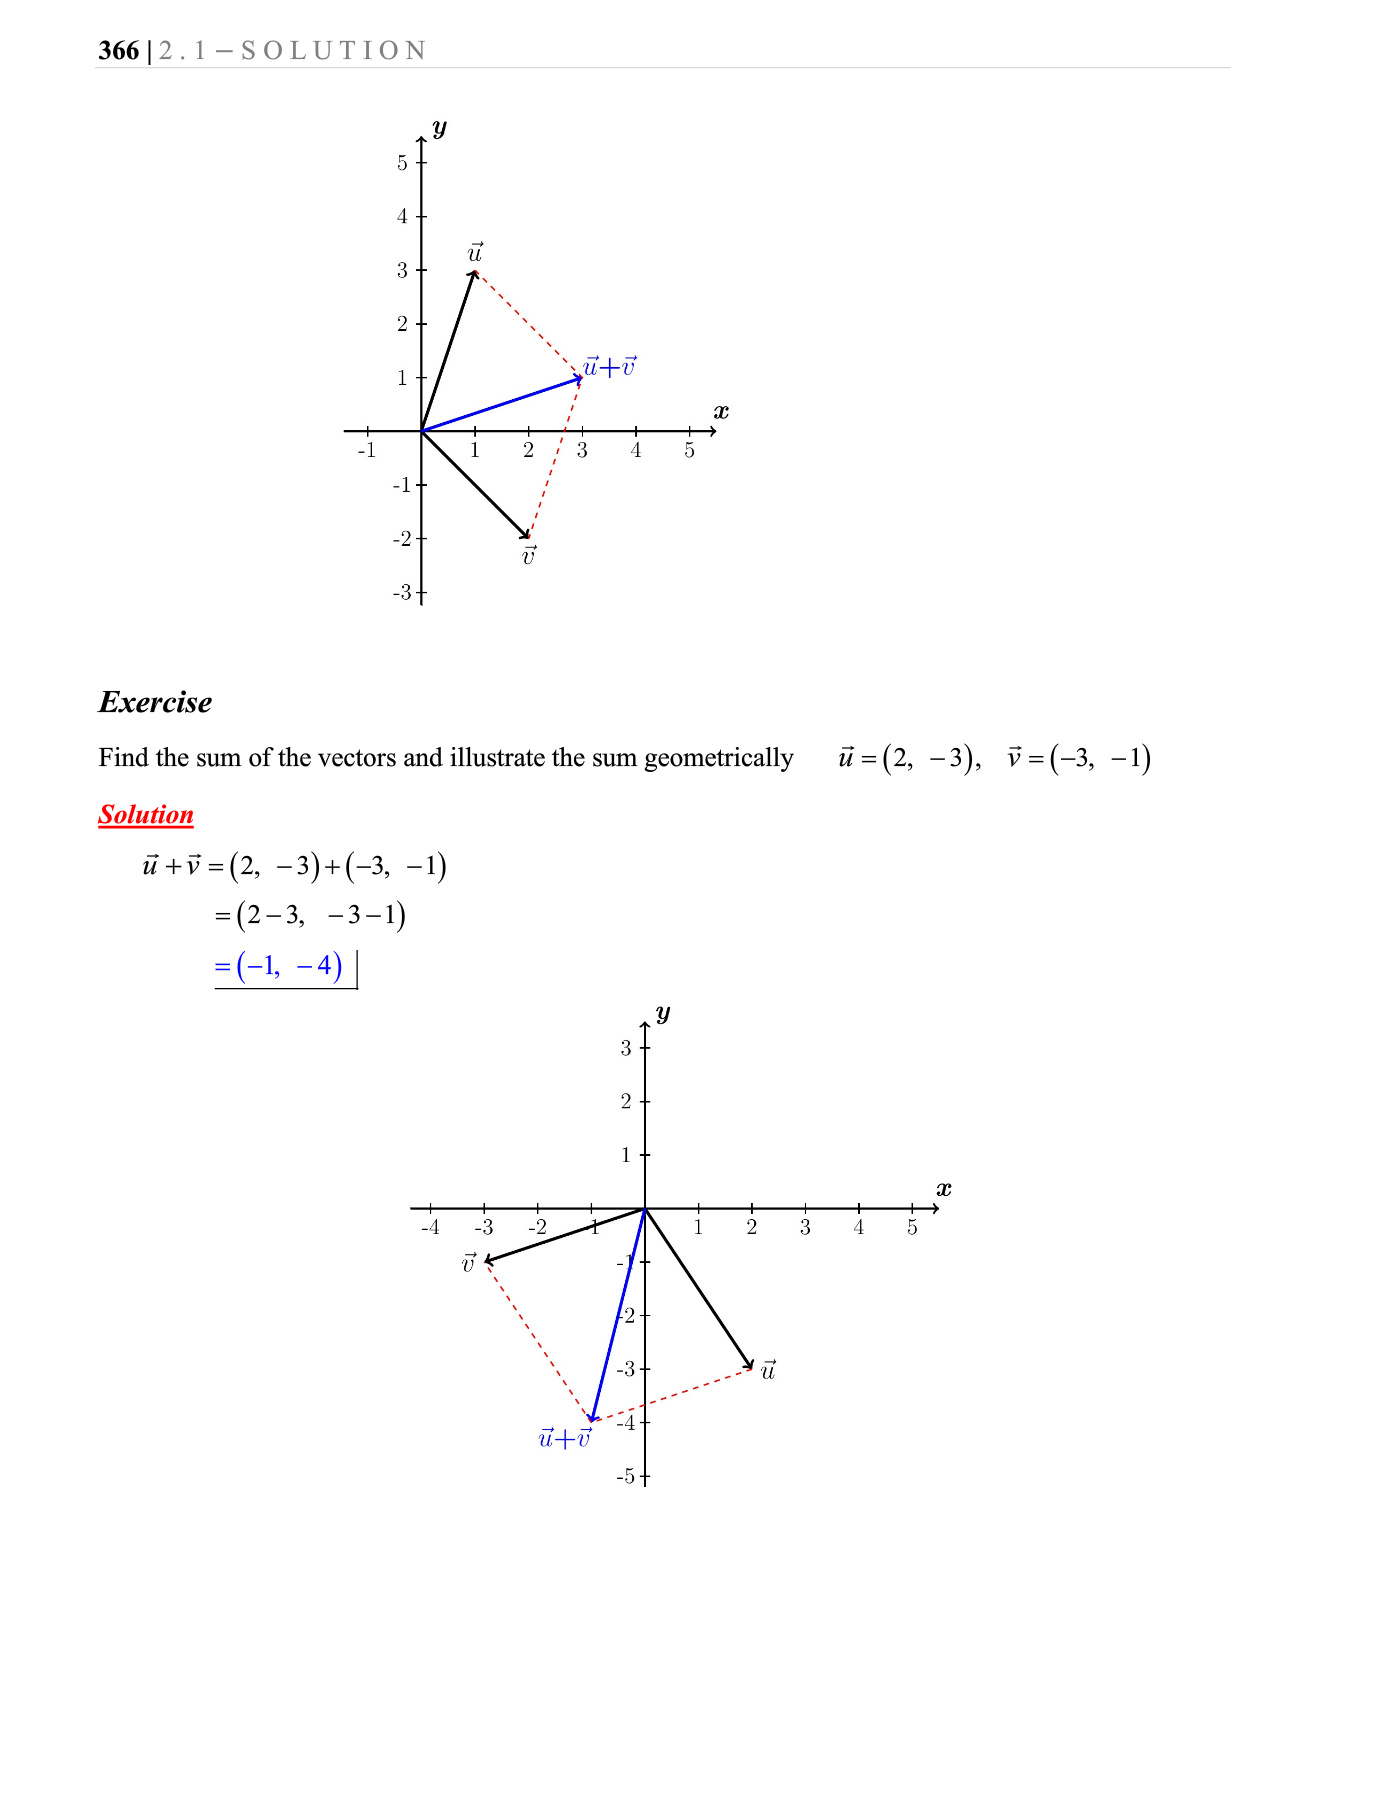 366 | 2 . 1 – S O L U T I O N
y
5
4
u⃗
3
2
u⃗+v⃗
1
x
-1 1 2 3 4 5
-1
-2
v⃗
-3
Exercise
Find the sum of the vectors and illustrate the sum geometrically u⃗ = (2, −3), v⃗ = (−3, −1)
Solution
u⃗ + v⃗ = (2, −3) + (−3, −1)
= (2 − 3, −3 − 1)
= (−1, −4)
y
3
2
1
x
-4 -3 -2 -1 1 2 3 4 5
v⃗ -1
-2
-3 u⃗
-4
u⃗+v⃗
-5